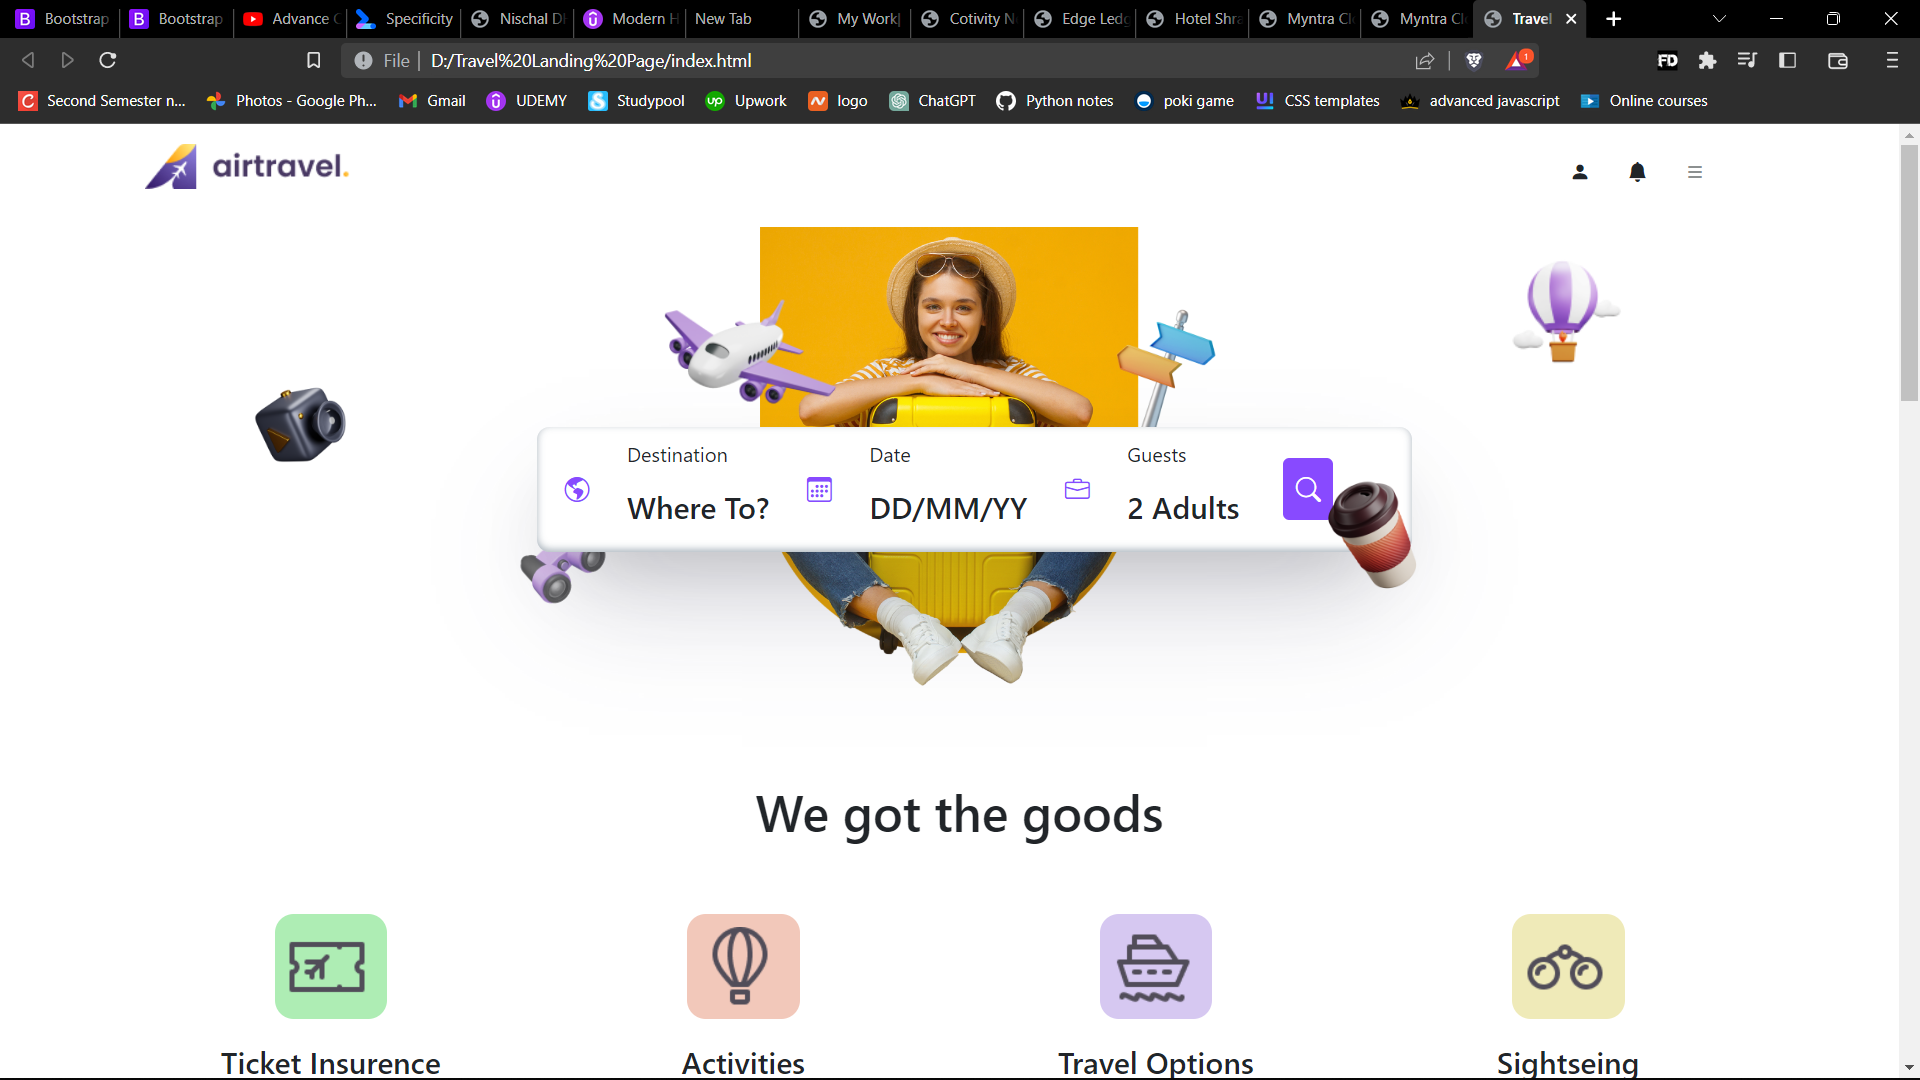 Bootstrap
Bootstrap
Advance C
Specificity
Nischal D
Modern H
New Tab
My Work
Cotivity N
Edge Ledg
Hotel Shra
Myntra Cl
Myntra Cl
Travel
File
D:/Travel%20Landing%20Page/index.html
FD
1
Second Semester n...
Photos - Google Ph...
Gmail
UDEMY
Studypool
Upwork
logo
ChatGPT
Python notes
poki game
CSS templates
advanced javascript
Online courses
airtravel.
Destination
Where To?
Date
DD/MM/YY
Guests
2 Adults
We got the goods
Ticket Insurence
Activities
Travel Options
Sightseing